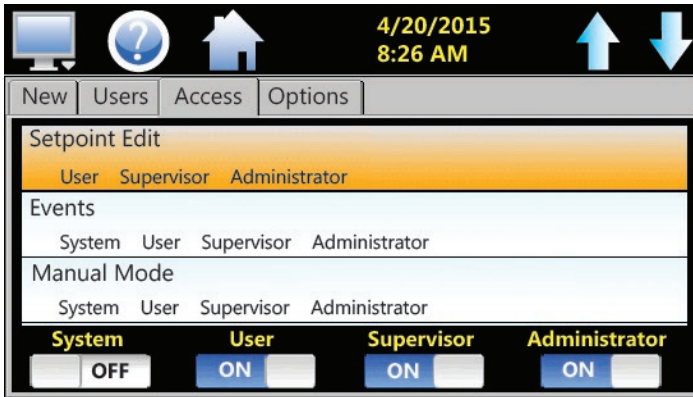 ?
4/20/2015
8:26 AM
New Users Access Options
Setpoint Edit
User Supervisor Administrator
Events
System User Supervisor Administrator
Manual Mode
System User Supervisor Administrator
System User Supervisor Administrator
OFF ON ON ON